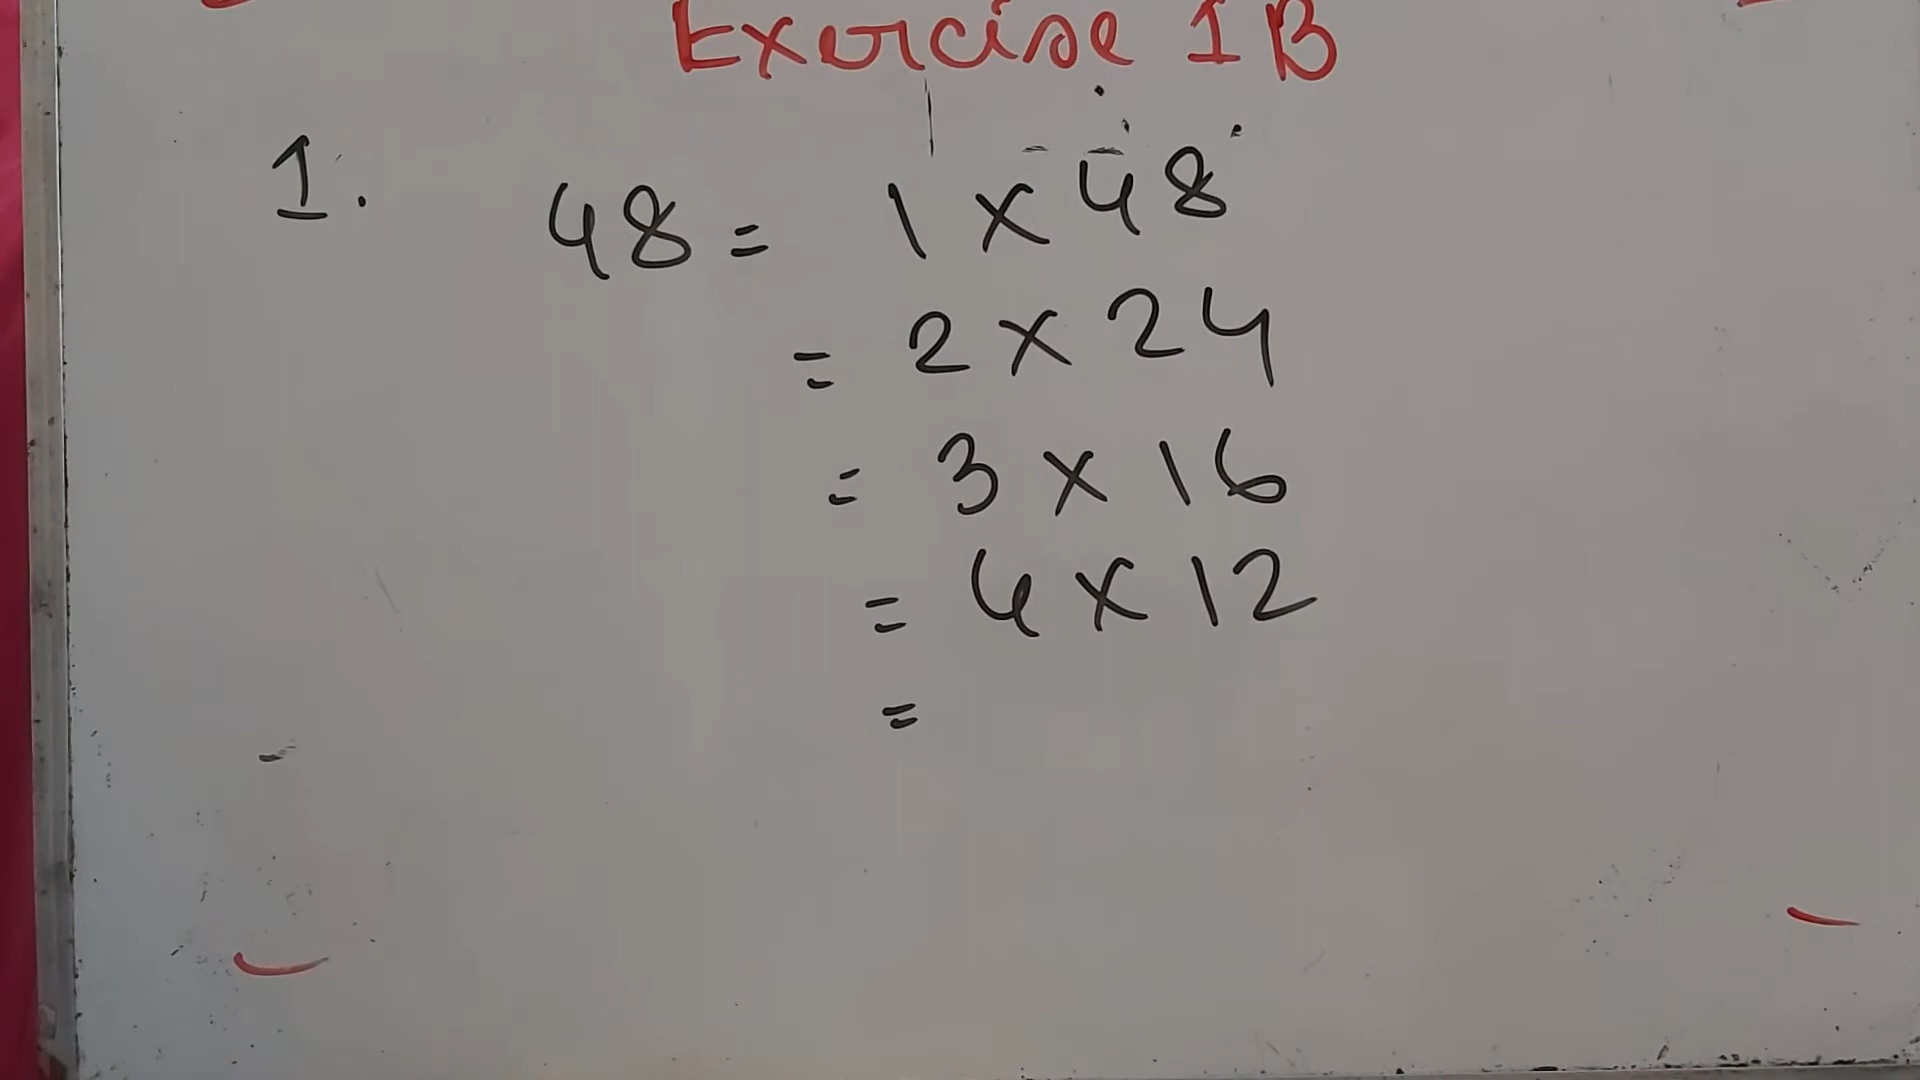 Exercise 1B
1. 48 = 1 × 48
= 2 × 24
= 3 × 16
= 4 × 12
=